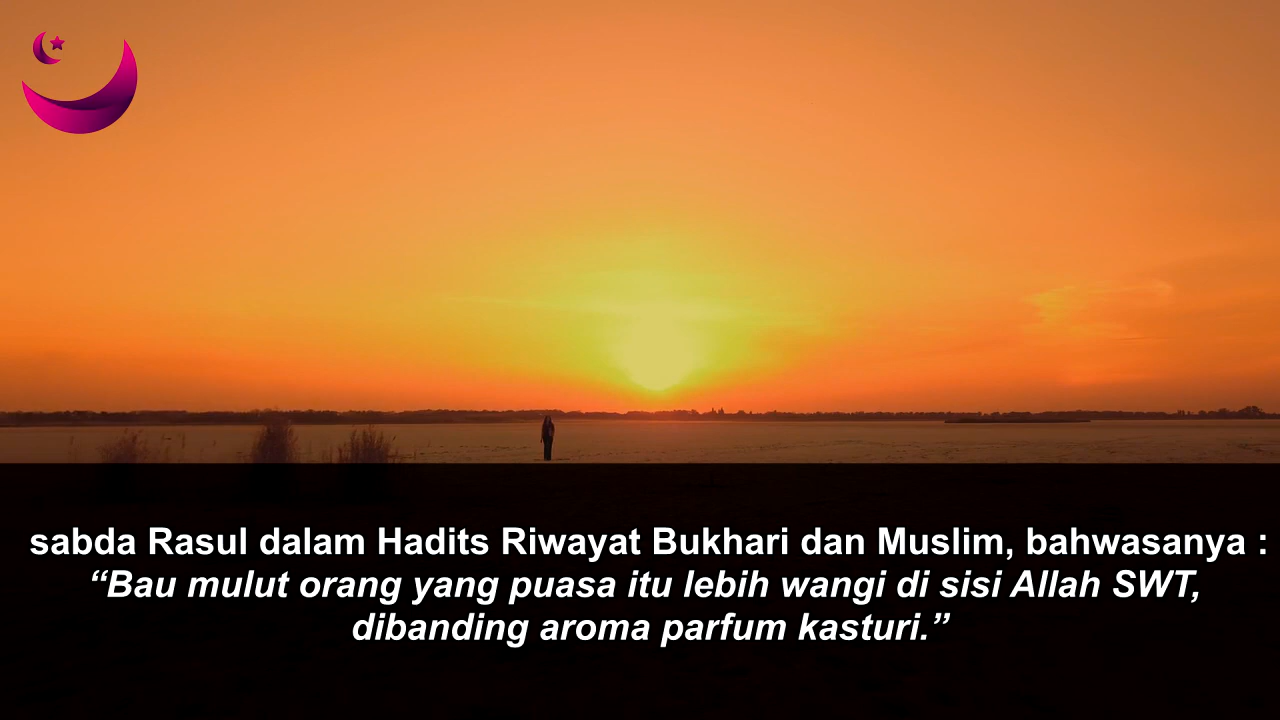 sabda Rasul dalam Hadits Riwayat Bukhari dan Muslim, bahwasanya :
“Bau mulut orang yang puasa itu lebih wangi di sisi Allah SWT,
dibanding aroma parfum kasturi.”